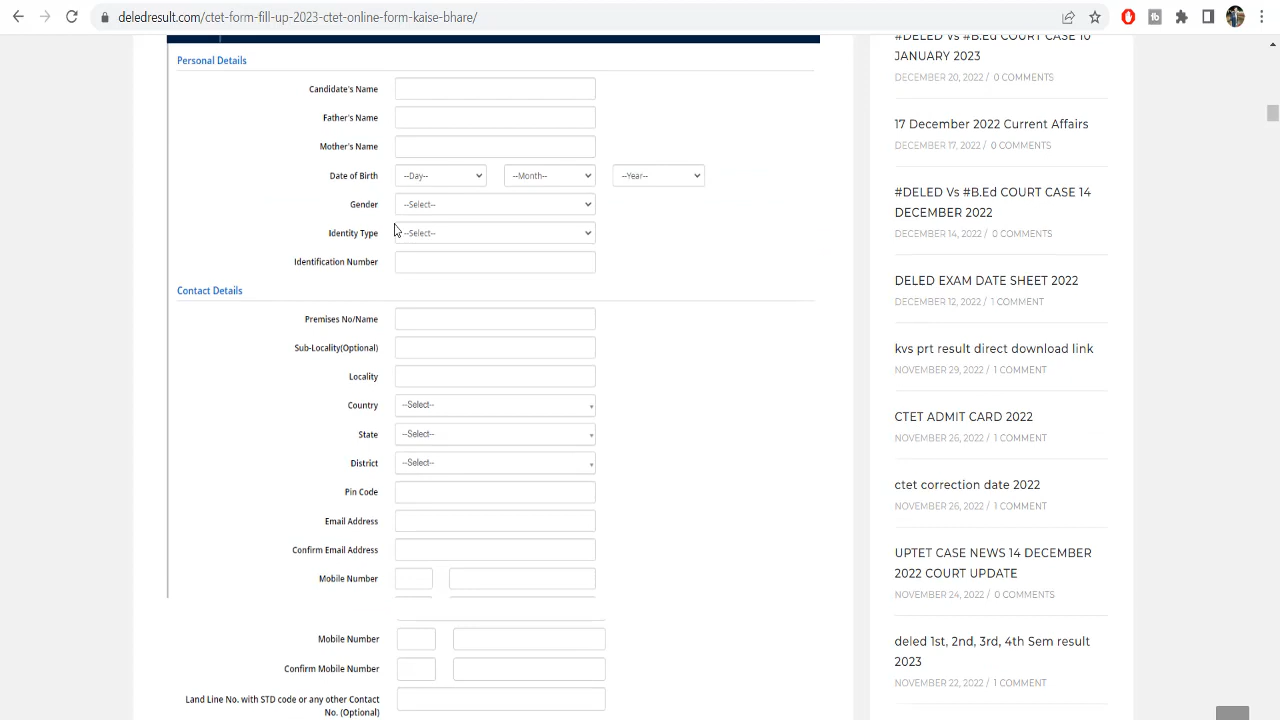 deledresult.com/ctet-form-fill-up-2023-ctet-online-form-kaise-bhare/
Personal Details
Candidate's Name
Father's Name
Mother's Name
Date of Birth --Day-- --Month-- --Year--
Gender --Select--
Identity Type --Select--
Identification Number
Contact Details
Premises No/Name
Sub-Locality(Optional)
Locality
Country --Select--
State --Select--
District --Select--
Pin Code
Email Address
Confirm Email Address
Mobile Number
Mobile Number
Confirm Mobile Number
Land Line No. with STD code or any other Contact
No. (Optional)
#DELED Vs #B.Ed COURT CASE 10
JANUARY 2023
DECEMBER 20, 2022 / 0 COMMENTS
17 December 2022 Current Affairs
DECEMBER 17, 2022 / 0 COMMENTS
#DELED Vs #B.Ed COURT CASE 14
DECEMBER 2022
DECEMBER 14, 2022 / 0 COMMENTS
DELED EXAM DATE SHEET 2022
DECEMBER 12, 2022 / 1 COMMENT
kvs prt result direct download link
NOVEMBER 29, 2022 / 1 COMMENT
CTET ADMIT CARD 2022
NOVEMBER 26, 2022 / 1 COMMENT
ctet correction date 2022
NOVEMBER 26, 2022 / 1 COMMENT
UPTET CASE NEWS 14 DECEMBER
2022 COURT UPDATE
NOVEMBER 24, 2022 / 0 COMMENTS
deled 1st, 2nd, 3rd, 4th Sem result
2023
NOVEMBER 22, 2022 / 1 COMMENT